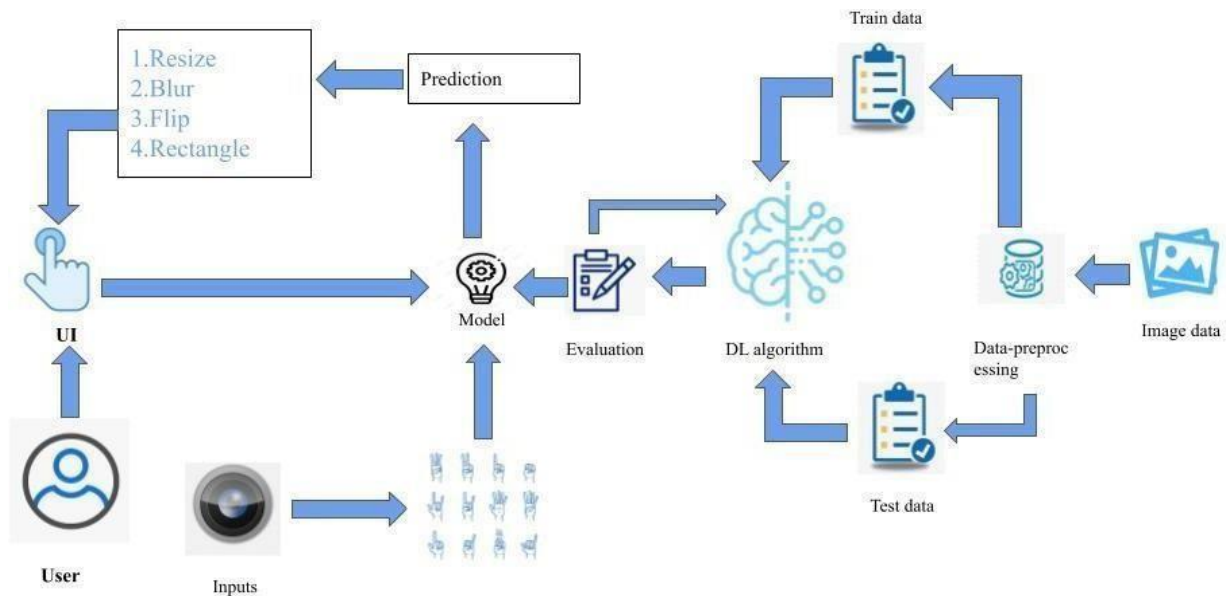 Train data
1.Resize
2.Blur
3.Flip
4.Rectangle
Prediction
UI
Model
Evaluation
DL algorithm
Data-preproc
essing
Image data
Test data
User
Inputs